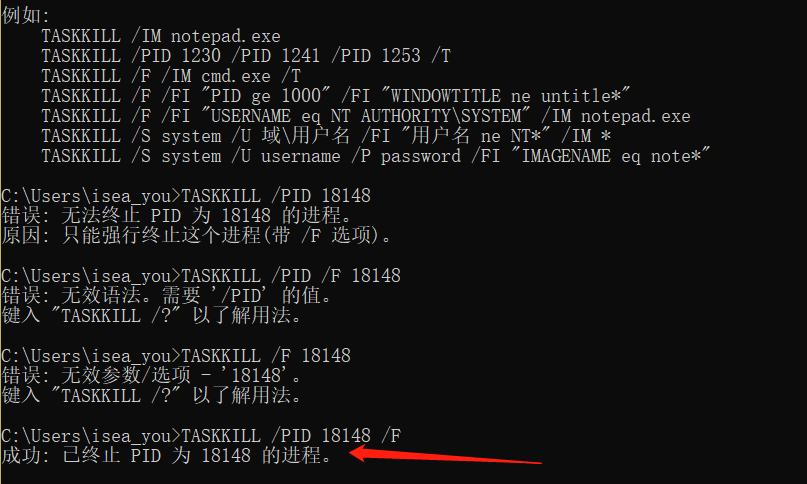 例如:
TASKKILL /IM notepad.exe
TASKKILL /PID 1230 /PID 1241 /PID 1253 /T
TASKKILL /F /IM cmd.exe /T
TASKKILL /F /FI "PID ge 1000" /FI "WINDOWTITLE ne untitle*"
TASKKILL /F /FI "USERNAME eq NT AUTHORITY\SYSTEM" /IM notepad.exe
TASKKILL /S system /U 域\用户名 /FI "用户名 ne NT*" /IM *
TASKKILL /S system /U username /P password /FI "IMAGENAME eq note*"
C:\Users\isea_you>TASKKILL /PID 18148
错误: 无法终止 PID 为 18148 的进程。
原因: 只能强行终止这个进程(带 /F 选项)。
C:\Users\isea_you>TASKKILL /PID /F 18148
错误: 无效语法。需要 '/PID' 的值。
键入 "TASKKILL /?" 以了解用法。
C:\Users\isea_you>TASKKILL /F 18148
错误: 无效参数/选项 - '18148'。
键入 "TASKKILL /?" 以了解用法。
C:\Users\isea_you>TASKKILL /PID 18148 /F
成功: 已终止 PID 为 18148 的进程。